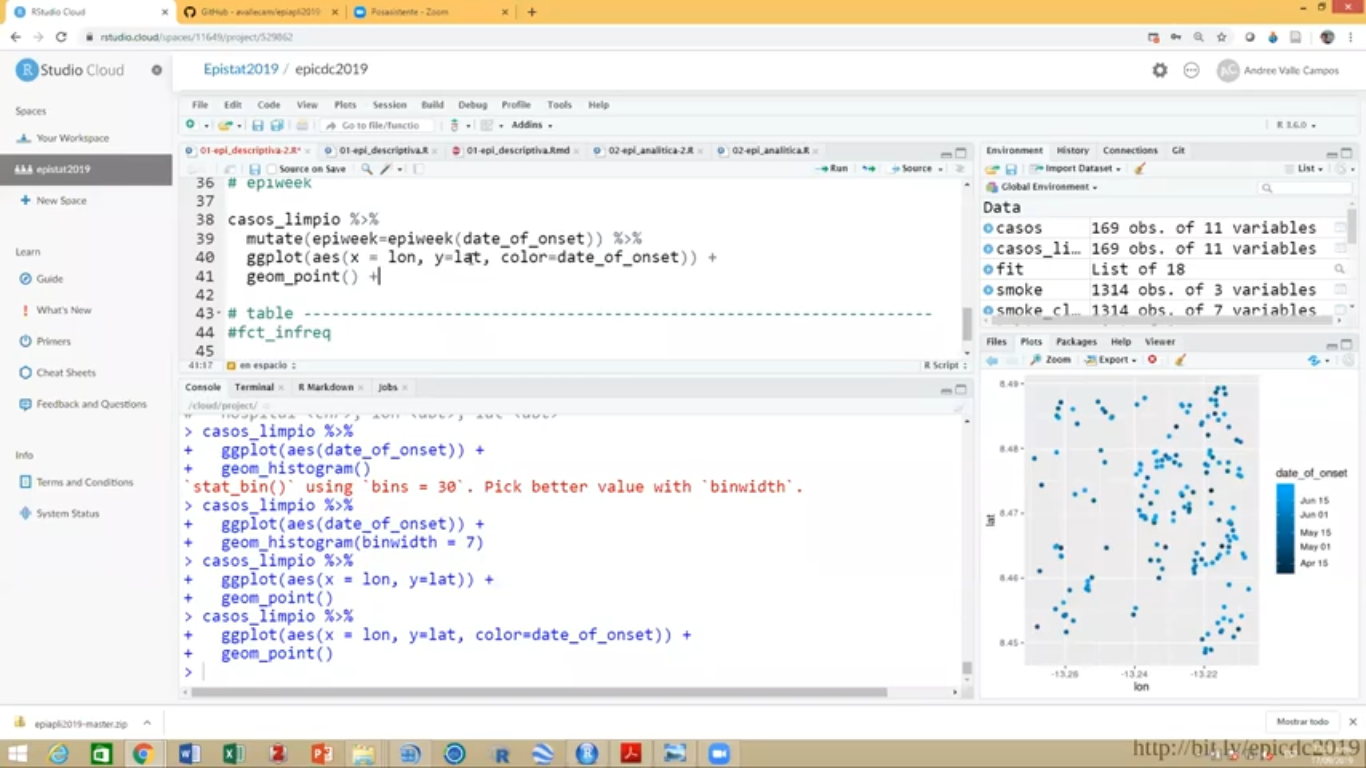 RStudio Cloud
GitHub - avallecam/epiapli2019:
Posasistente - Zoom
rstudio.cloud/spaces/11649/project/529862
R Studio Cloud
Epistat2019 / epicdc2019
AC Andree Valle Campos
Spaces
Your Workspace
epistat2019
New Space
Learn
Guide
What's New
Primers
Cheat Sheets
Feedback and Questions
Info
Terms and Conditions
System Status
File Edit Code View Plots Session Build Debug Profile Tools Help
Go to file/functio Addins
R 3.6.0
01-epi_descriptiva-2.R* 01-epi_descriptiva.R 01-epi_descriptiva.Rmd 02-epi_analitica-2.R 02-epi_analitica.R
Source on Save Run Source
36 # epiweek
37
38 casos_limpio %>%
39 mutate(epiweek=epiweek(date_of_onset)) %>%
40 ggplot(aes(x = lon, y=lat, color=date_of_onset)) +
41 geom_point() +
42
43 # table ------------------------------------------------------------------------
44 #fct_infreq
45
41:17 en espacio R Script
Console Terminal R Markdown Jobs
/cloud/project/
# hospital <chr>, lon <dbl>, lat <dbl>
> casos_limpio %>%
+ ggplot(aes(date_of_onset)) +
+ geom_histogram()
`stat_bin()` using `bins = 30`. Pick better value with `binwidth`.
> casos_limpio %>%
+ ggplot(aes(date_of_onset)) +
+ geom_histogram(binwidth = 7)
> casos_limpio %>%
+ ggplot(aes(x = lon, y=lat)) +
+ geom_point()
> casos_limpio %>%
+ ggplot(aes(x = lon, y=lat, color=date_of_onset)) +
+ geom_point()
>
Environment History Connections Git
Import Dataset List
Global Environment
Data
casos 169 obs. of 11 variables
casos_li… 169 obs. of 11 variables
fit List of 18
smoke 1314 obs. of 3 variables
smoke_cl… 1314 obs. of 7 variables
Files Plots Packages Help Viewer
Zoom Export
8.49
8.48
8.47
8.46
8.45
lat
-13.26 -13.24 -13.22
lon
date_of_onset
Jun 15
Jun 01
May 15
May 01
Apr 15
epiapli2019-master.zip
Mostrar todo
http://bit.ly/epicdc2019
17/09/2019